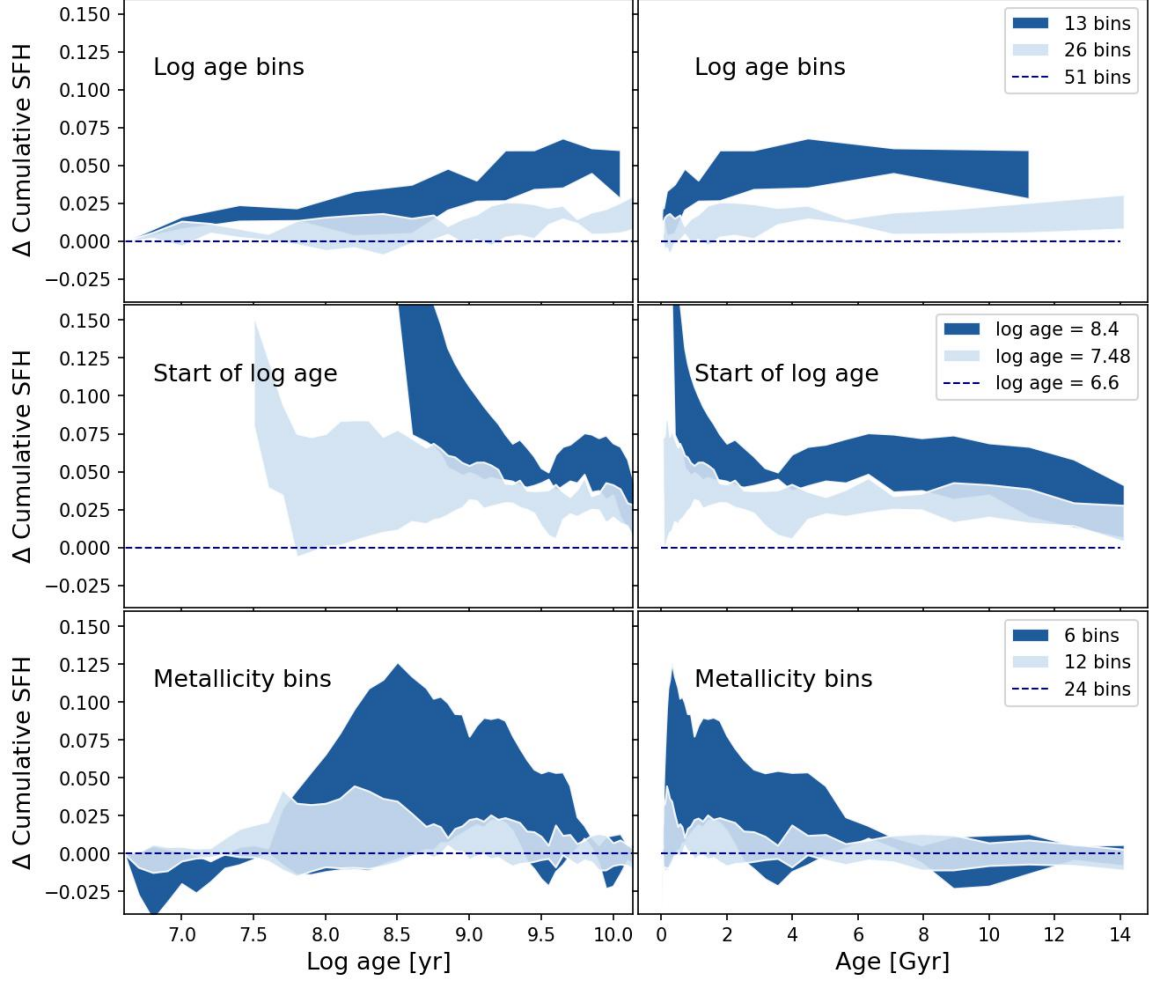 0.150
0.125
0.100
0.075
0.050
0.025
0.000
−0.025
Δ Cumulative SFH
Log age bins
Log age bins
13 bins
26 bins
51 bins
0.150
0.125
0.100
0.075
0.050
0.025
0.000
−0.025
Δ Cumulative SFH
Start of log age
Start of log age
log age = 8.4
log age = 7.48
log age = 6.6
0.150
0.125
0.100
0.075
0.050
0.025
0.000
−0.025
Δ Cumulative SFH
Metallicity bins
Metallicity bins
6 bins
12 bins
24 bins
7.0 7.5 8.0 8.5 9.0 9.5 10.0
0 2 4 6 8 10 12 14
Log age [yr]
Age [Gyr]